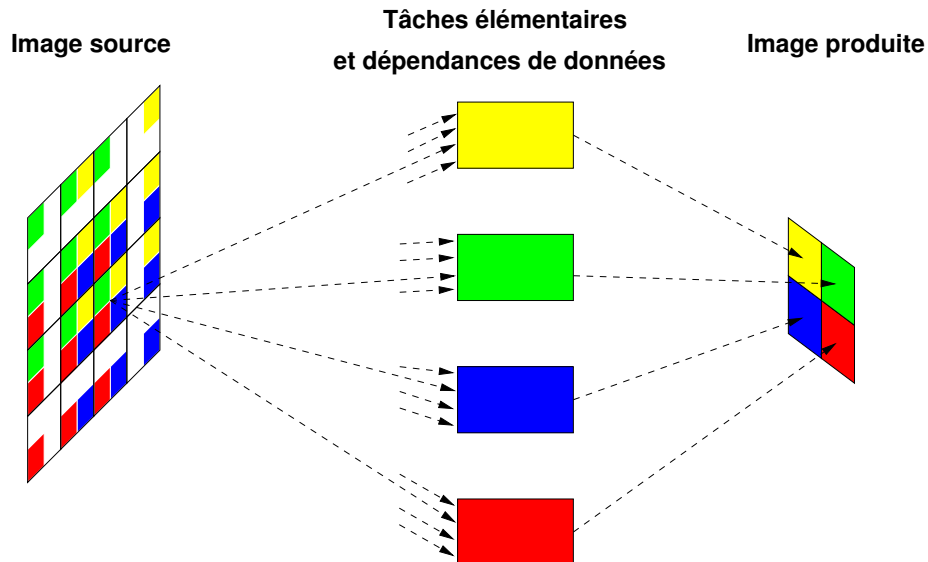 Image source
Tâches élémentaires
et dépendances de données
Image produite